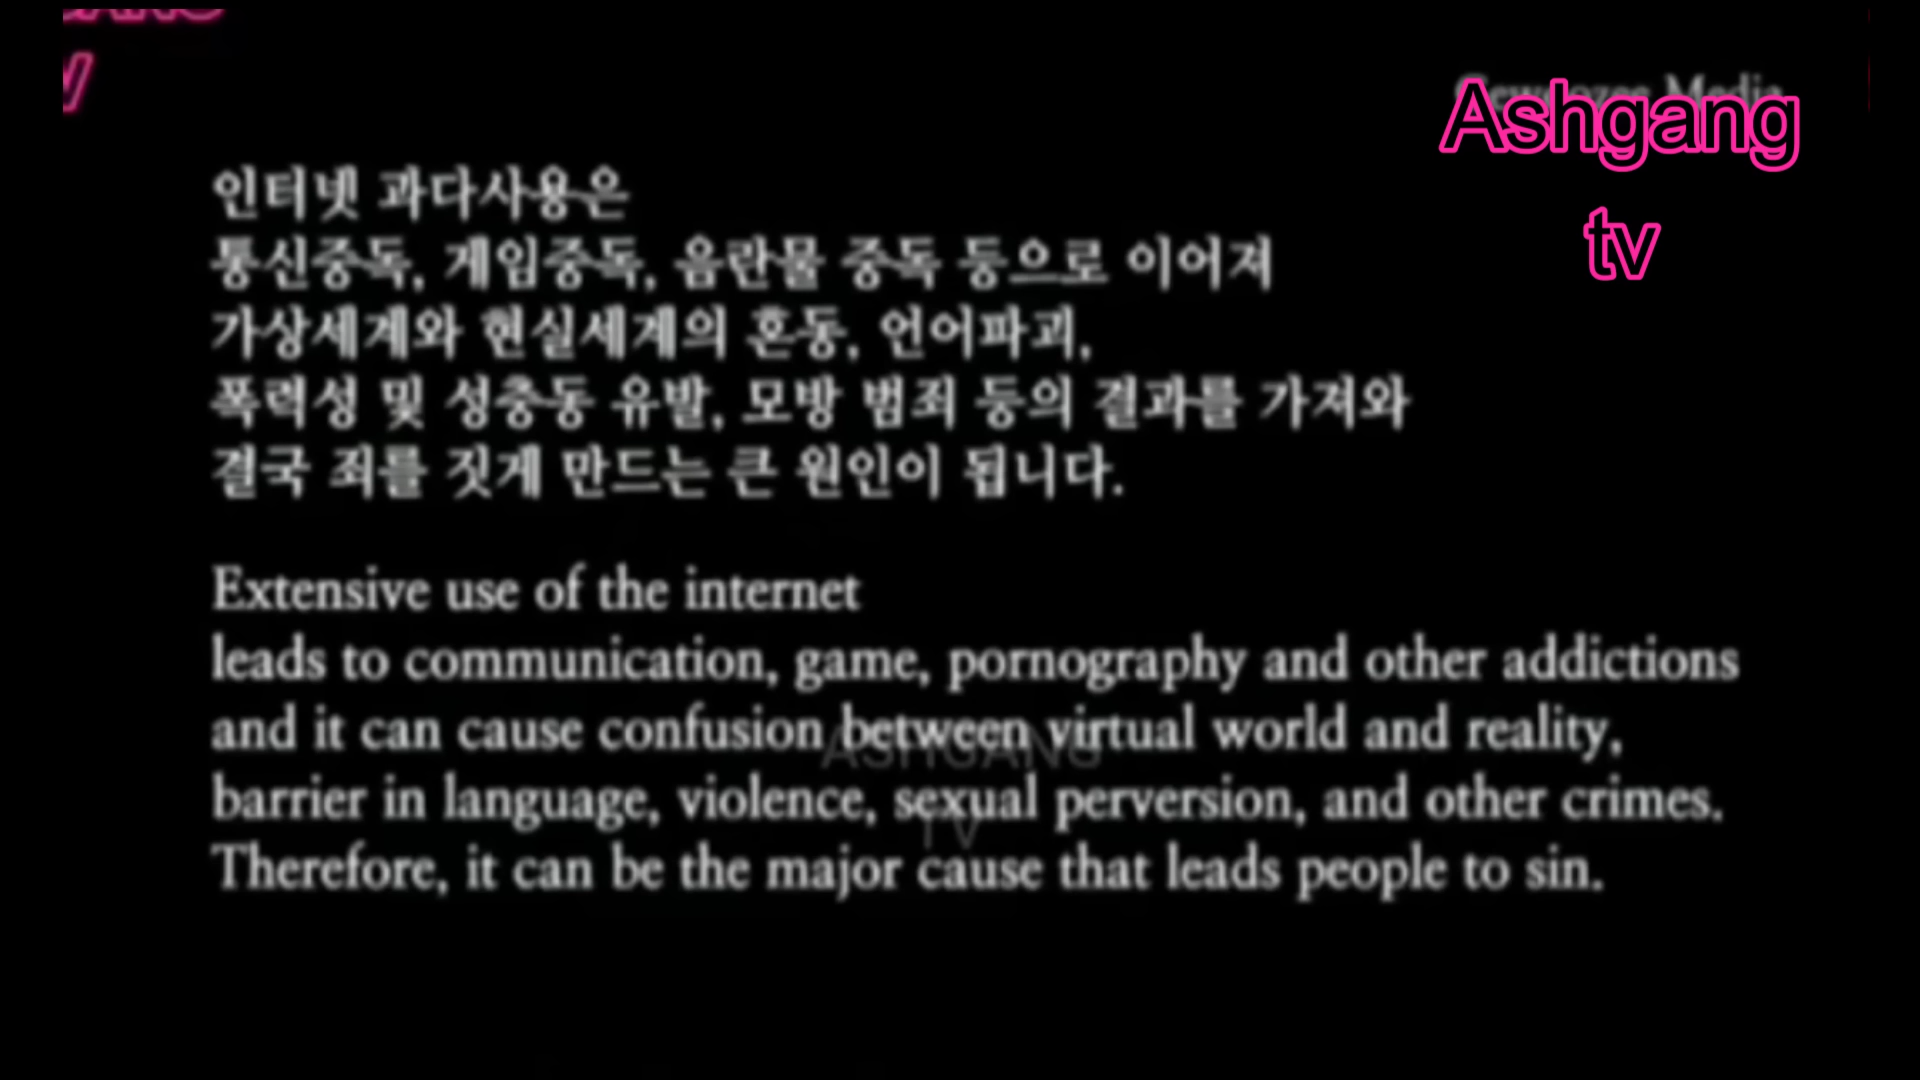 Ashgang
tv
인터넷 과다사용은
통신중독, 게임중독, 음란물 중독 등으로 이어져
가상세계와 현실세계의 혼동, 언어파괴,
폭력성 및 성충동 유발, 모방 범죄 등의 결과를 가져와
결국 죄를 짓게 만드는 큰 원인이 됩니다.
Extensive use of the internet
leads to communication, game, pornography and other addictions
and it can cause confusion between virtual world and reality,
barrier in language, violence, sexual perversion, and other crimes.
Therefore, it can be the major cause that leads people to sin.
ASHGANG
TV